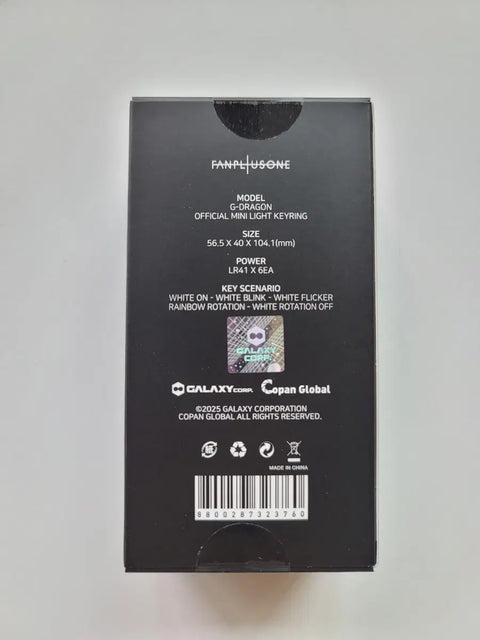 FANPLUSONE
MODEL
G-DRAGON
OFFICIAL MINI LIGHT KEYRING
SIZE
56.5 X 40 X 104.1(mm)
POWER
LR41 X 6EA
KEY SCENARIO
WHITE ON - WHITE BLINK - WHITE FLICKER
RAINBOW ROTATION - WHITE ROTATION OFF
GALAXY
CORP.
GALAXY CORP. Copan Global
©2025 GALAXY CORPORATION
COPAN GLOBAL ALL RIGHTS RESERVED.
MADE IN CHINA
8800287323760